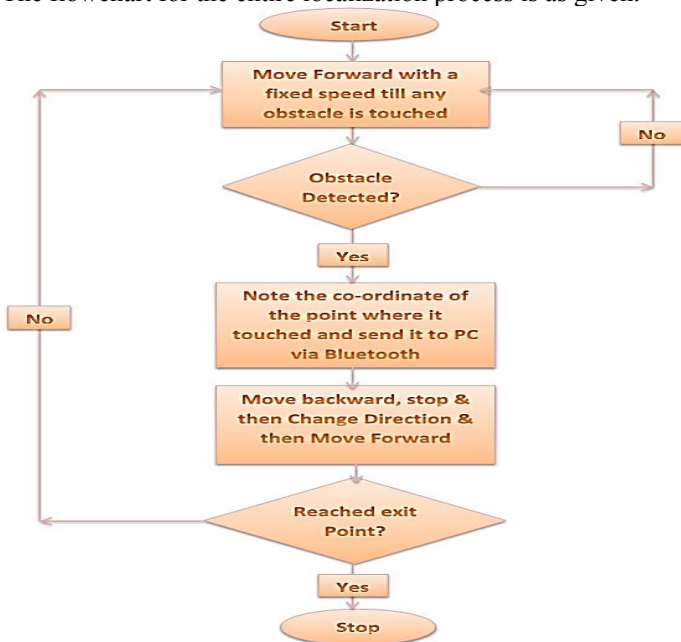 The flowchart for the entire localization process is as given.
Start
Move Forward with a
fixed speed till any
obstacle is touched
No
Obstacle
Detected?
Yes
Note the co-ordinate of
the point where it
touched and send it to PC
via Bluetooth
No
Move backward, stop &
then Change Direction &
then Move Forward
Reached exit
Point?
Yes
Stop